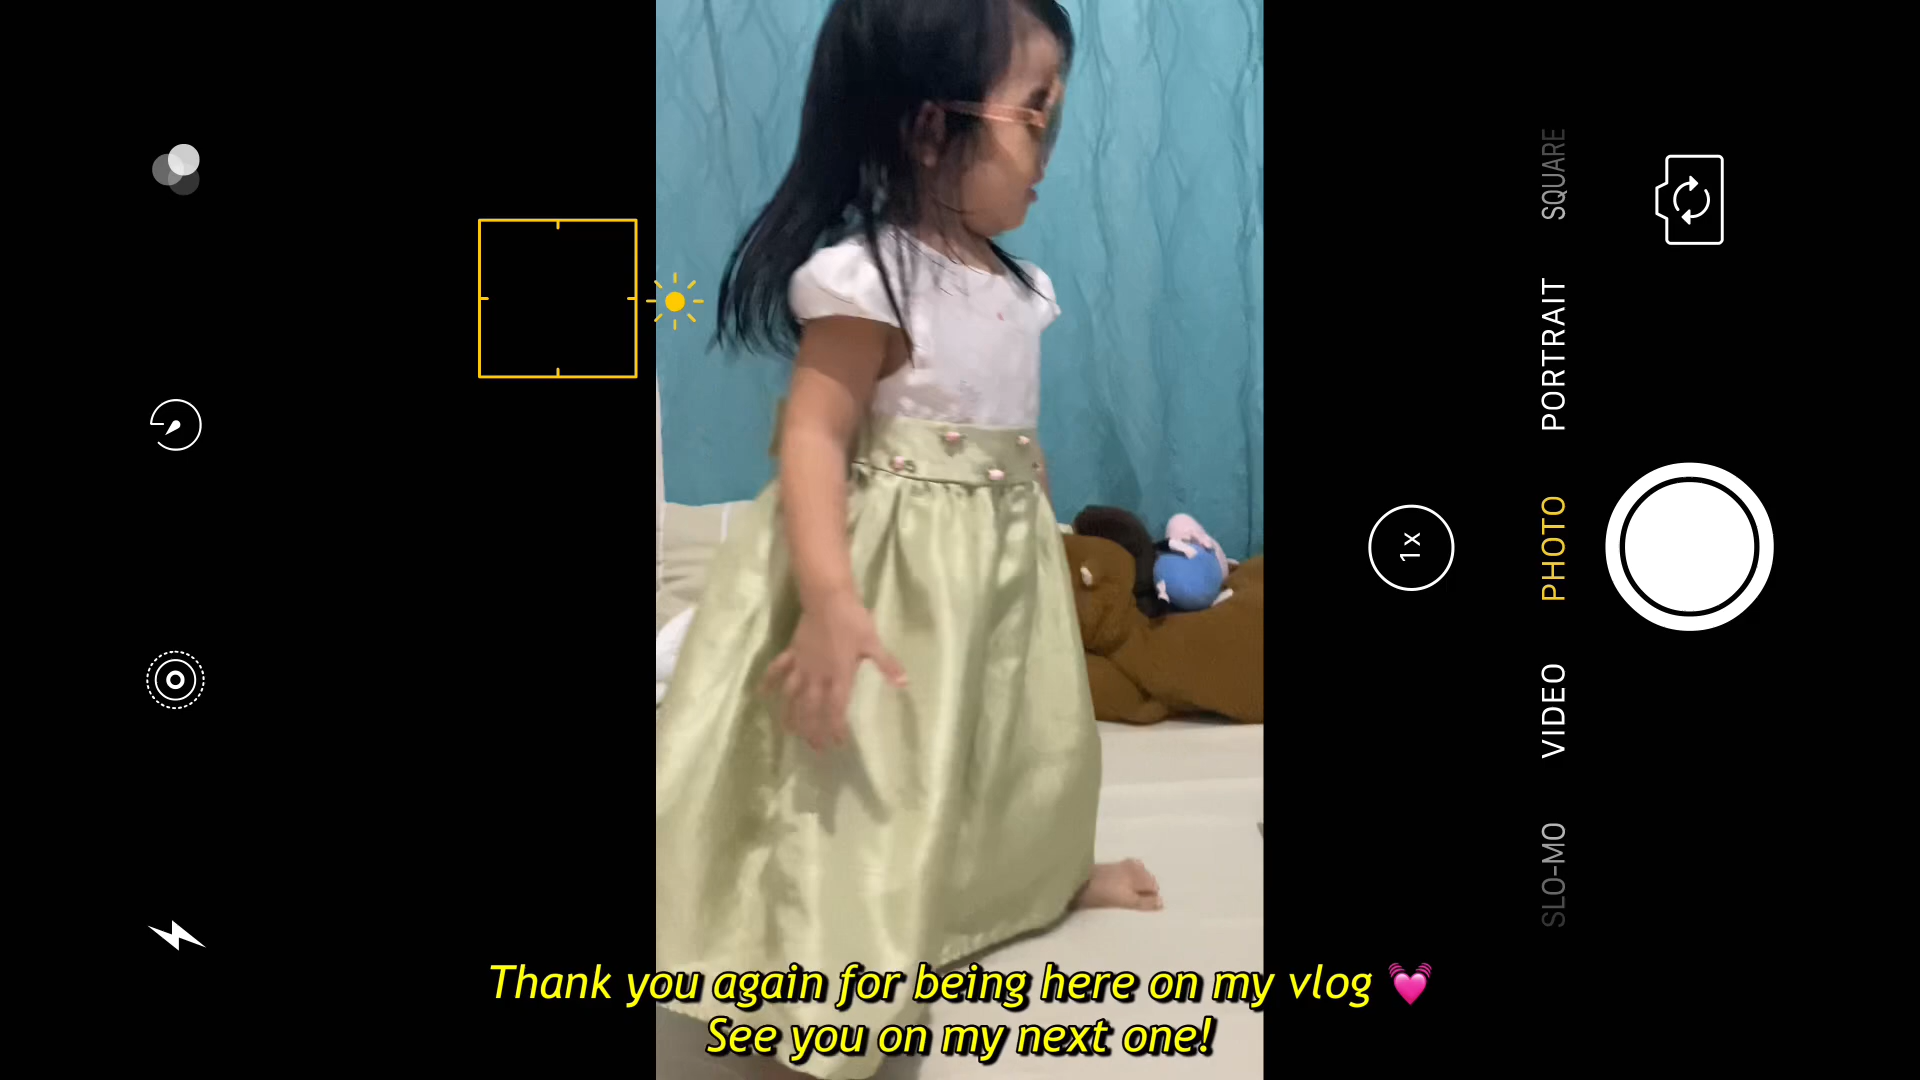 SQUARE
PORTRAIT
PHOTO
VIDEO
SLO-MO
1x
Thank you again for being here on my vlog 💓
See you on my next one!